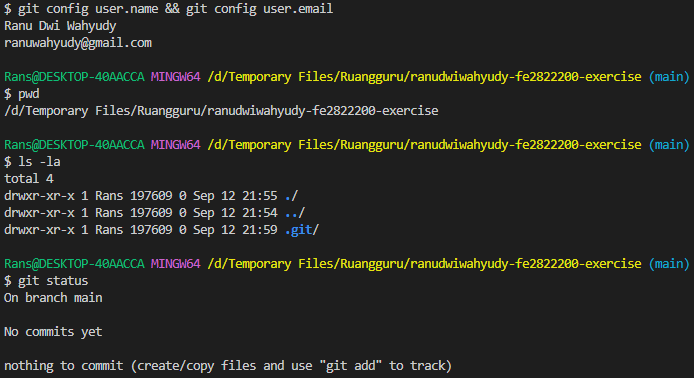 $ git config user.name && git config user.email
Ranu Dwi Wahyudy
ranuwahyudy@gmail.com
Rans@DESKTOP-40AACCA MINGW64 /d/Temporary Files/Ruangguru/ranudwiwahyudy-fe2822200-exercise (main)
$ pwd
/d/Temporary Files/Ruangguru/ranudwiwahyudy-fe2822200-exercise
Rans@DESKTOP-40AACCA MINGW64 /d/Temporary Files/Ruangguru/ranudwiwahyudy-fe2822200-exercise (main)
$ ls -la
total 4
drwxr-xr-x 1 Rans 197609 0 Sep 12 21:55 ./
drwxr-xr-x 1 Rans 197609 0 Sep 12 21:54 ../
drwxr-xr-x 1 Rans 197609 0 Sep 12 21:59 .git/
Rans@DESKTOP-40AACCA MINGW64 /d/Temporary Files/Ruangguru/ranudwiwahyudy-fe2822200-exercise (main)
$ git status
On branch main
No commits yet
nothing to commit (create/copy files and use "git add" to track)